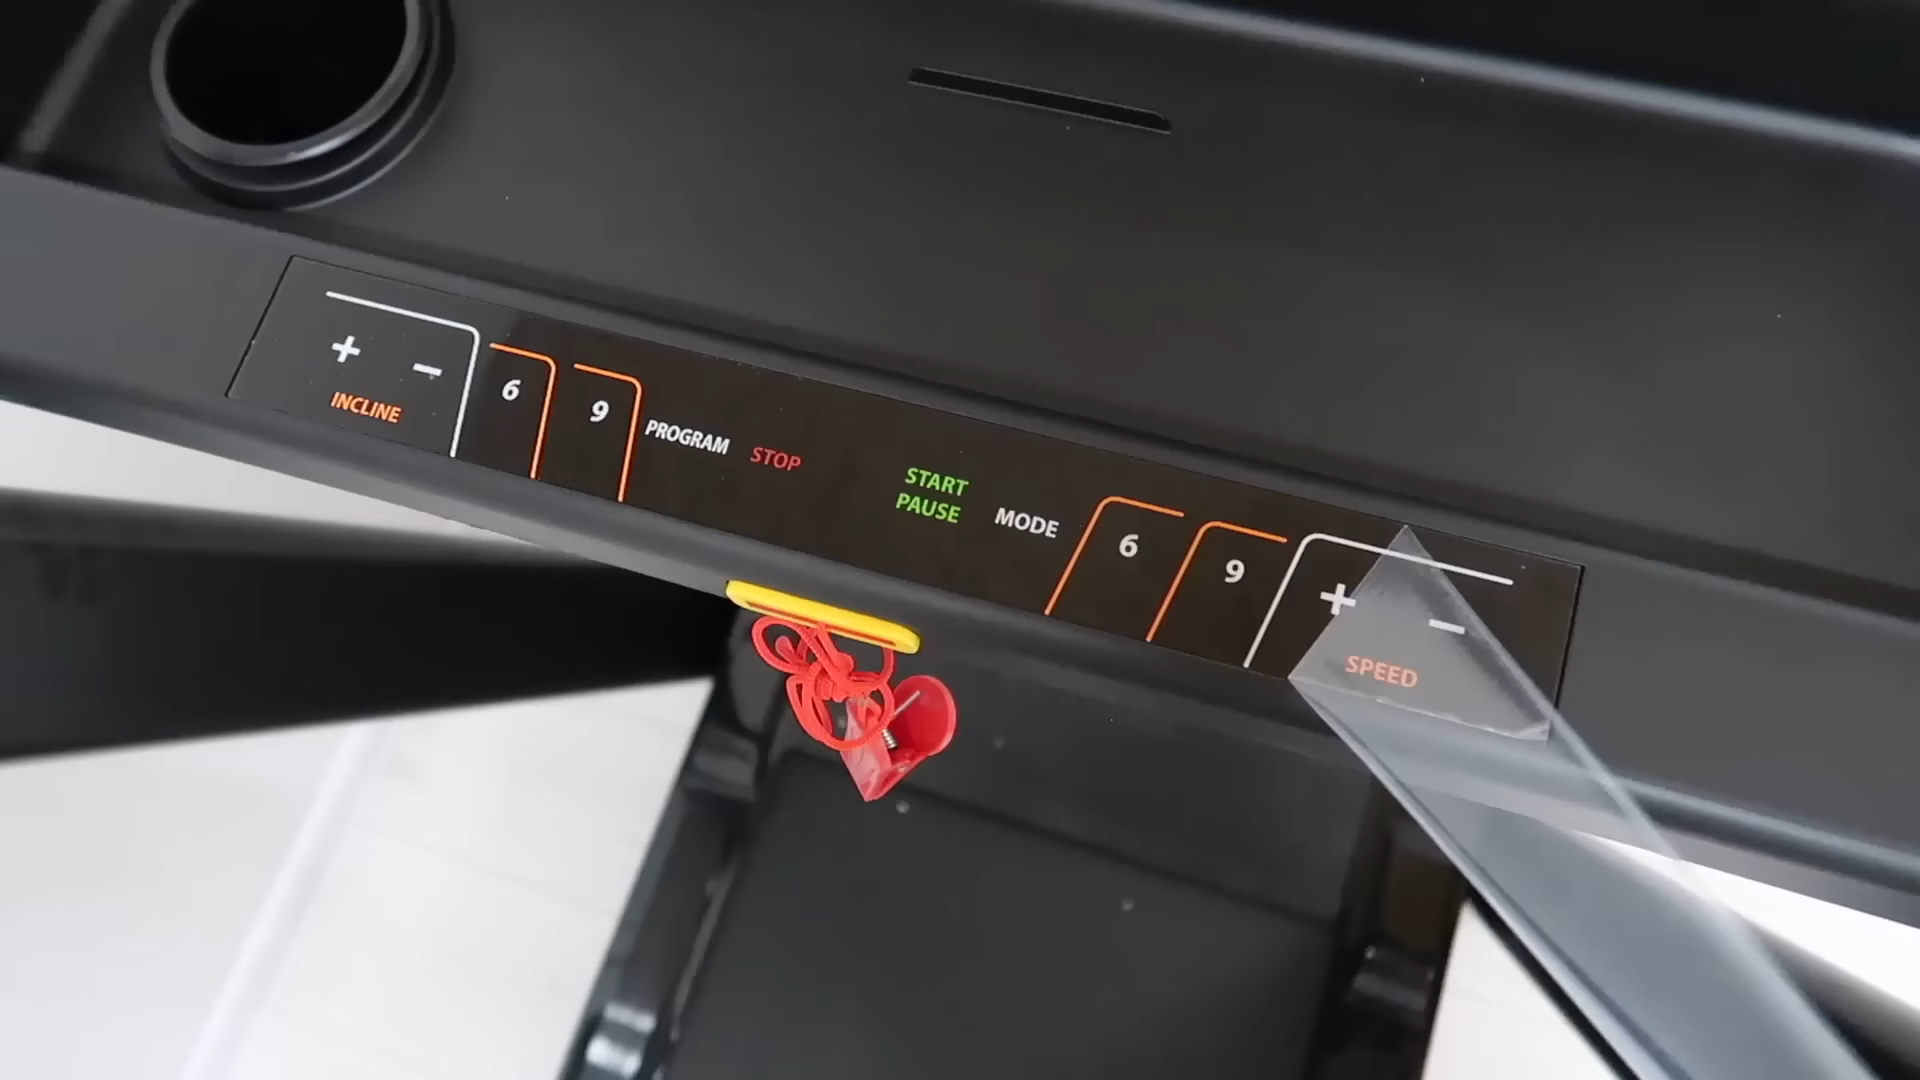 + −
INCLINE
6
9
PROGRAM
STOP
START
PAUSE
MODE
6
9
+ −
SPEED